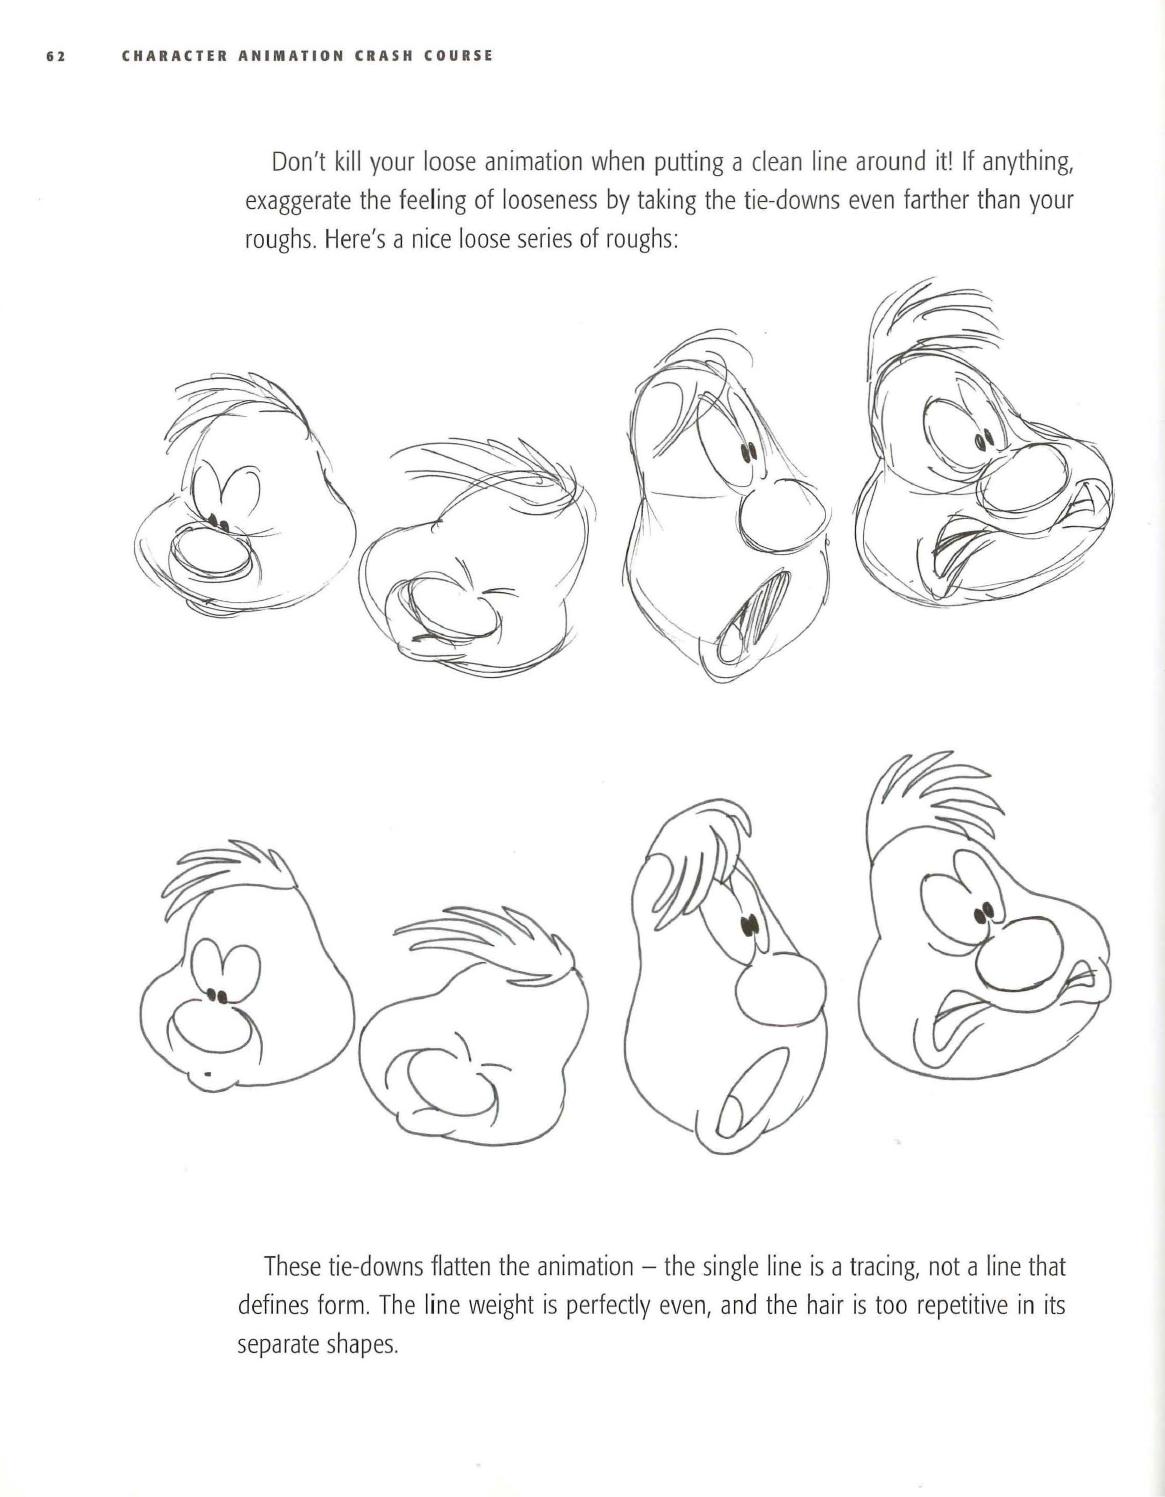 62 CHARACTER ANIMATION CRASH COURSE
Don't kill your loose animation when putting a clean line around it! If anything,
exaggerate the feeling of looseness by taking the tie-downs even farther than your
roughs. Here's a nice loose series of roughs:
These tie-downs flatten the animation – the single line is a tracing, not a line that
defines form. The line weight is perfectly even, and the hair is too repetitive in its
separate shapes.